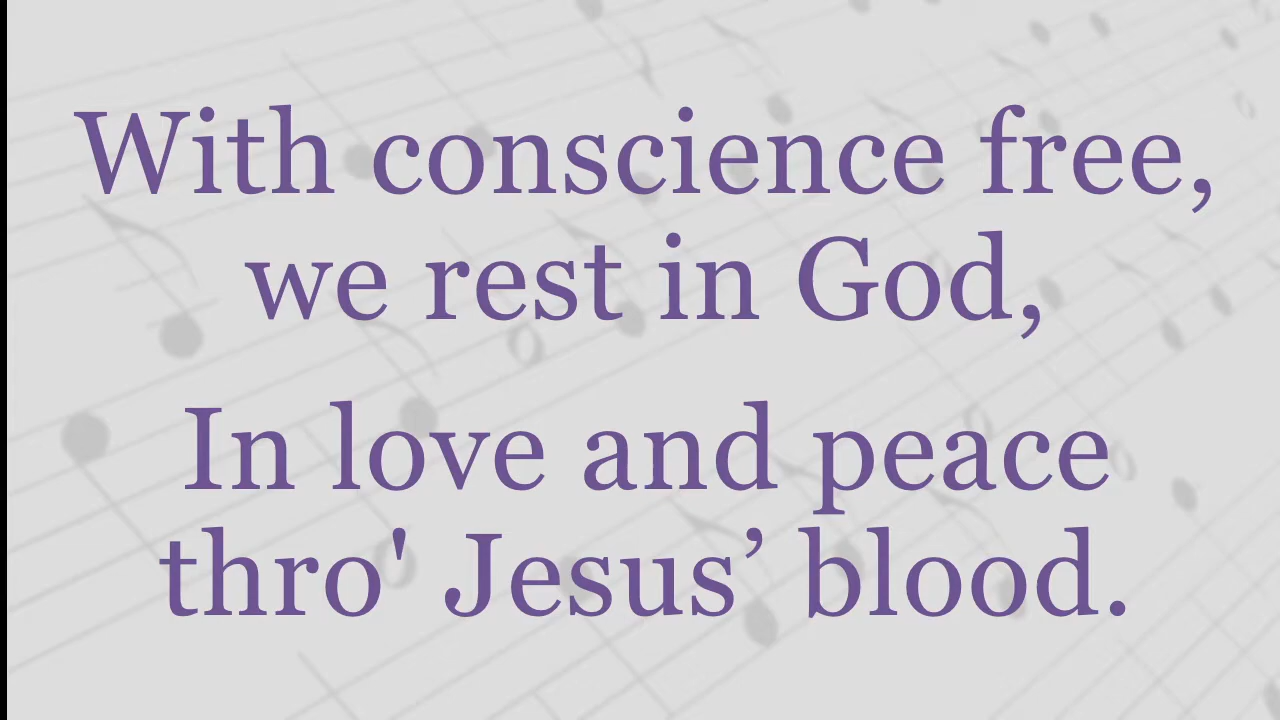 With conscience free,
we rest in God,
In love and peace
thro' Jesus’ blood.